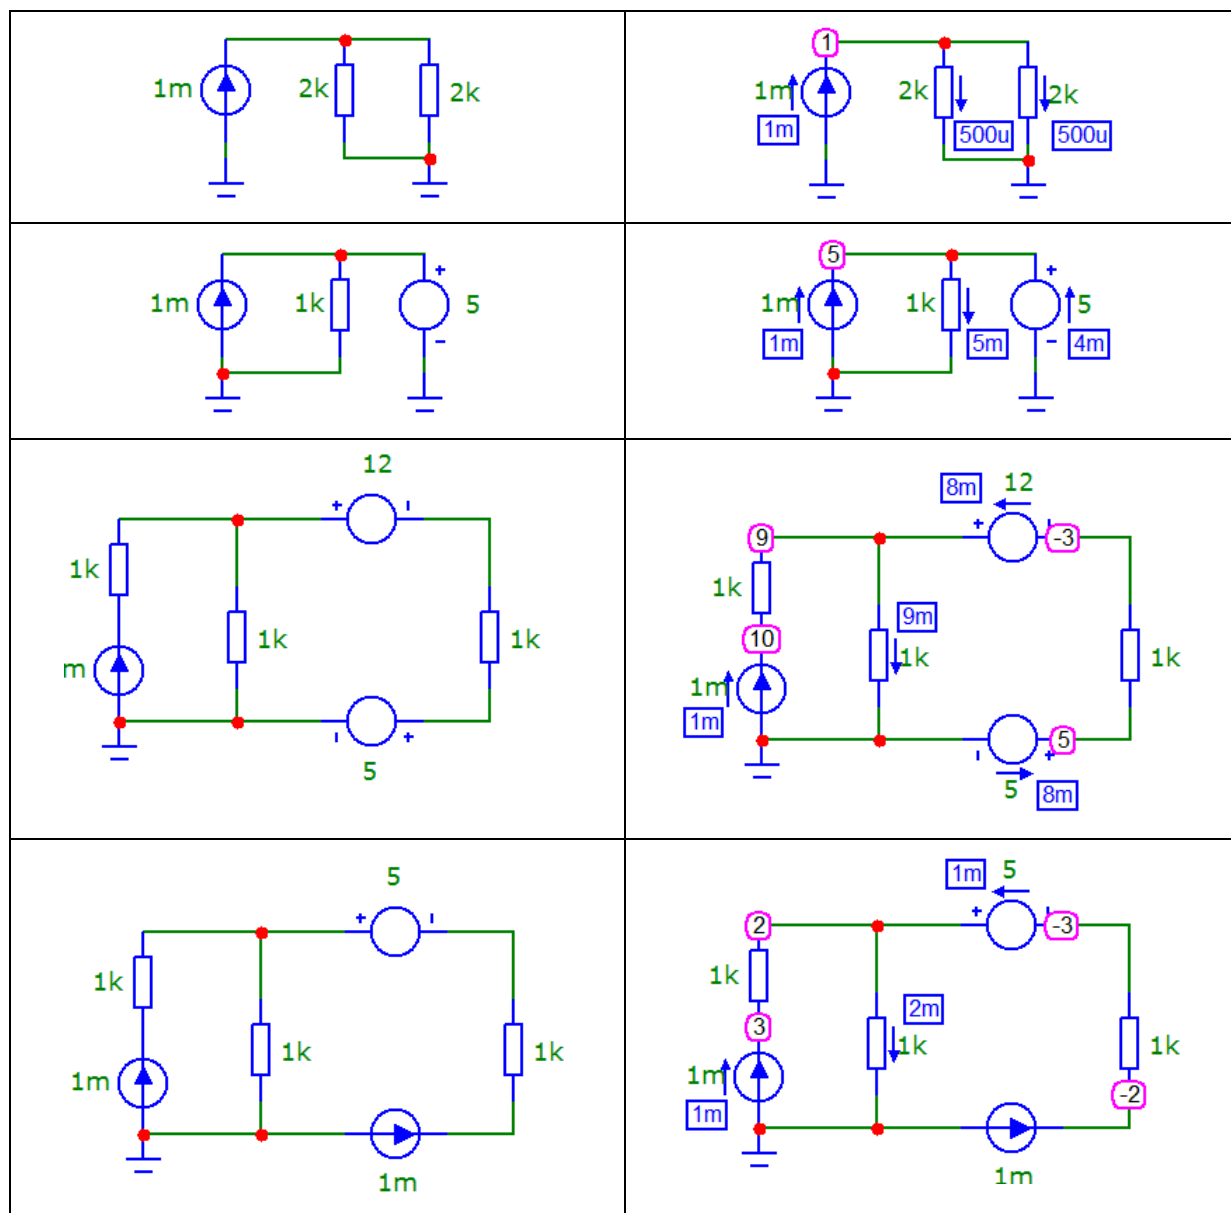 1m 2k 2k
1 1m 1m 2k 500u 2k 500u
1m 1k + 5 −
5 1m 1m 1k 5m + 5 − 4m
12
+ −
1k
1k 1k
m
− +
5
8m 12
9 + − -3
1k
9m
10 1k 1k
1m
1m
5
− +
5 8m
5
+ −
1k
1k 1k
1m
1m
1m 5
2 + − -3
1k
2m
3 1k 1k
1m
-2
1m
1m